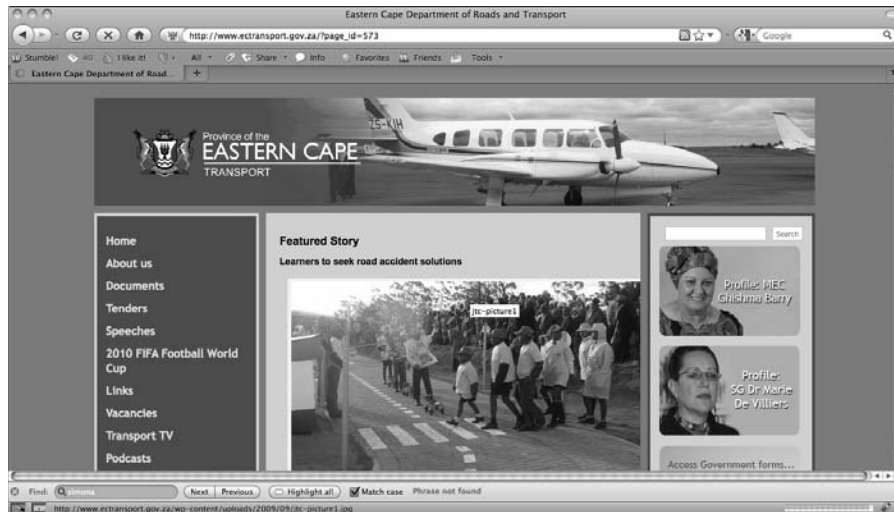 Eastern Cape Department of Roads and Transport
http://www.ectransport.gov.za/?page_id=573
Google
Stumble! I like it! All Share Info Favorites Friends Tools
Eastern Cape Department of Road... +
ZS-KIH
Province of the
EASTERN CAPE
TRANSPORT
Home
About us
Documents
Tenders
Speeches
2010 FIFA Football World
Cup
Links
Vacancies
Transport TV
Podcasts
Featured Story
Learners to seek road accident solutions
jtc-picture1
Search
Profile: MEC
Ghishma Barry
Profile:
SG Dr Marie
De Villiers
Access Government forms...
Find: simona Next Previous Highlight all Match case Phrase not found
http://www.ectransport.gov.za/wp-content/uploads/2009/09/jtc-picture1.jpg